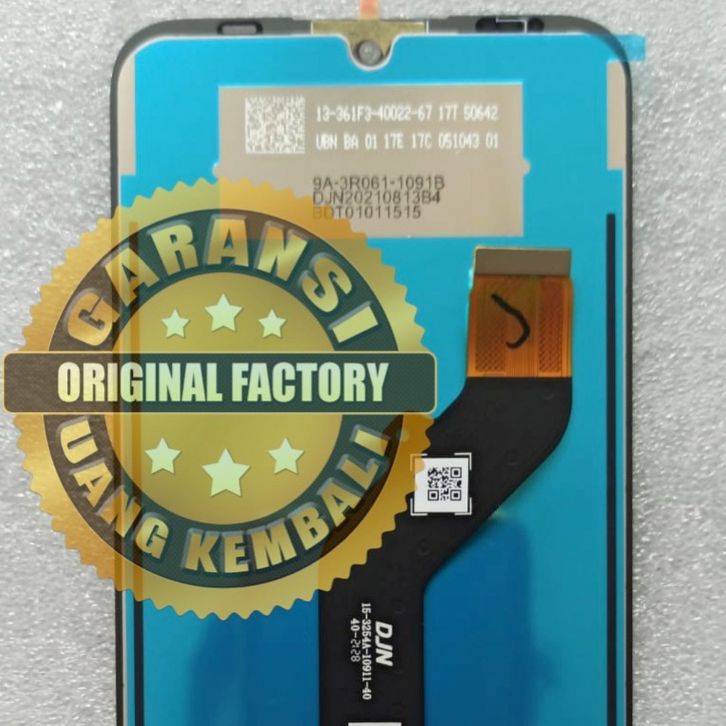 13-361F3-40022-67 17T 50642
UBN BA 01 17E 17C 051043 01
9A-3R061-1091B
DJN20210813B4
BDT01011515
GARANSI
ORIGINAL FACTORY
UANG KEMBALI
DJN
15-3254A-10911-40